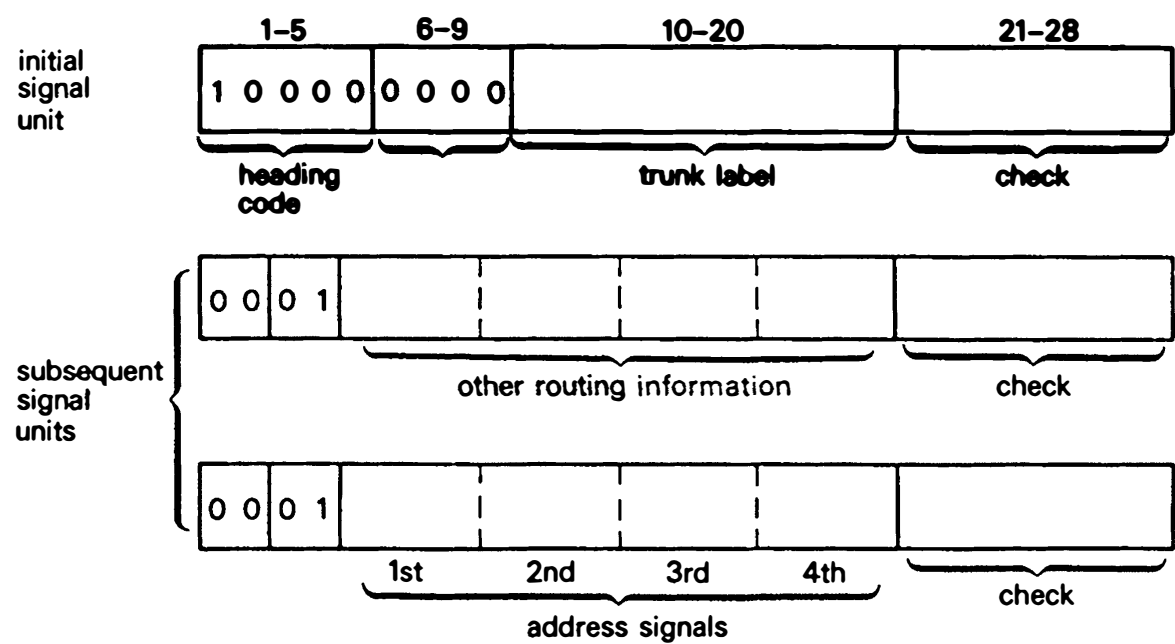 1–5 6–9 10–20 21–28
initial
signal
unit
1 0 0 0 0 0 0 0 0
heading
code
trunk label
check
0 0 0 1
other routing information
check
subsequent
signal
units
0 0 0 1
1st 2nd 3rd 4th
address signals
check